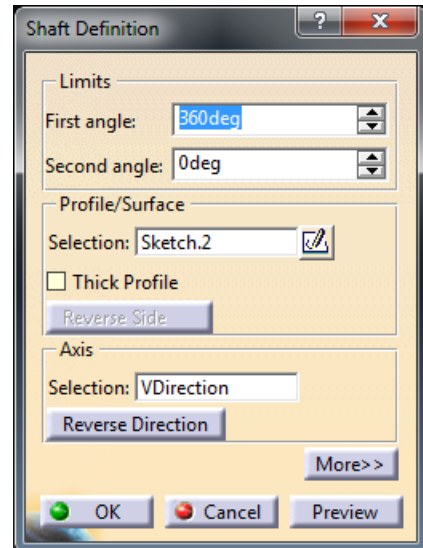 Shaft Definition ? X
Limits
First angle: 360deg
Second angle: 0deg
Profile/Surface
Selection: Sketch.2
Thick Profile
Reverse Side
Axis
Selection: VDirection
Reverse Direction
More>>
OK Cancel Preview